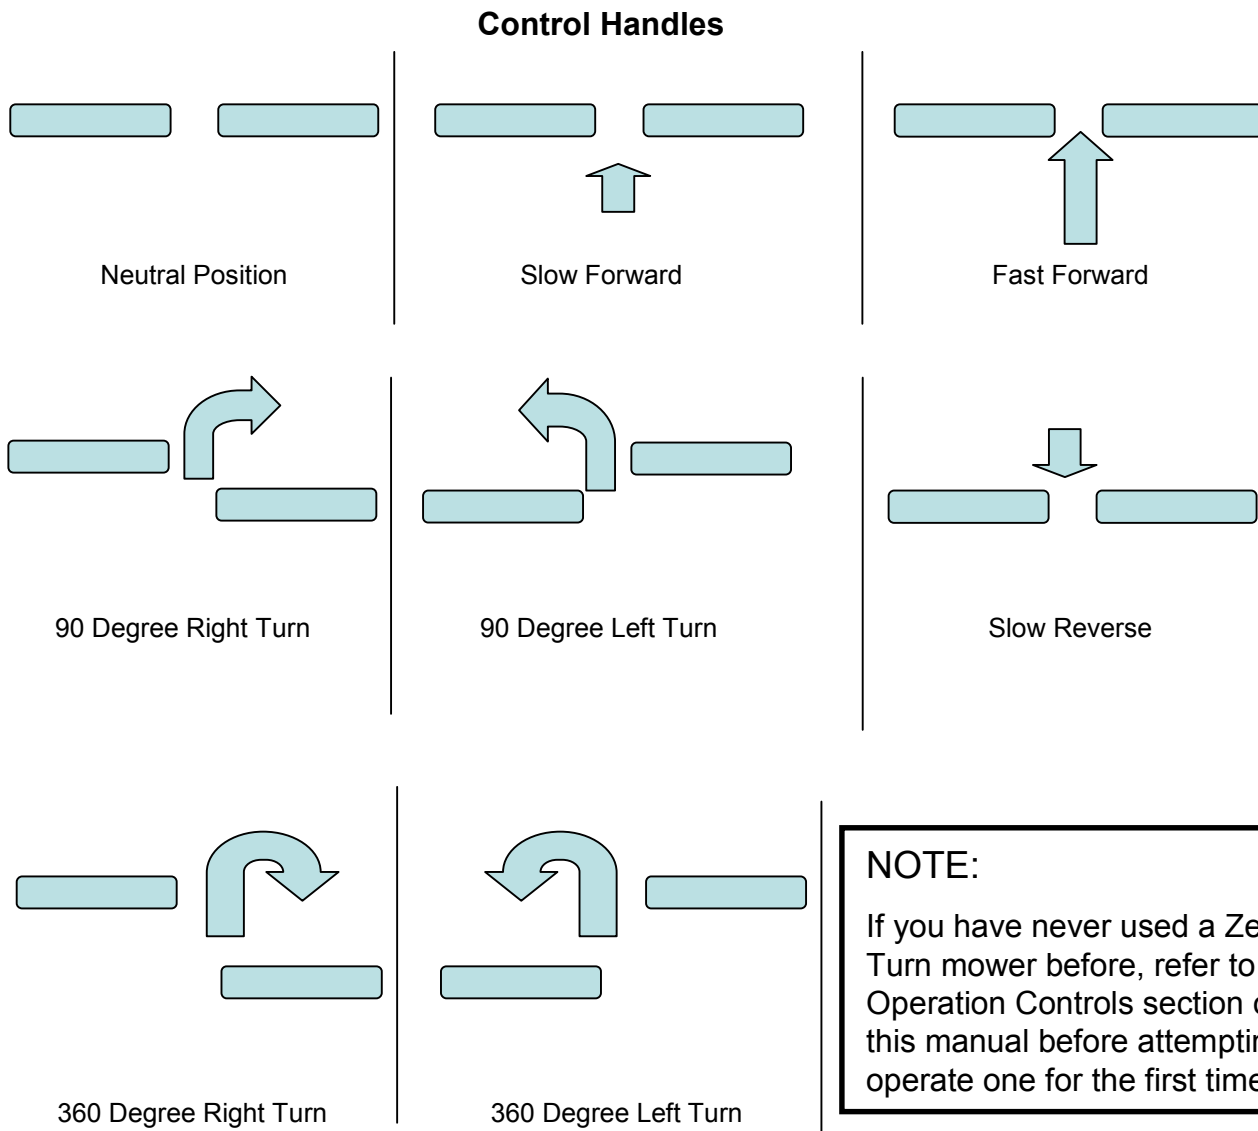 Control Handles
Neutral Position
Slow Forward
Fast Forward
90 Degree Right Turn
90 Degree Left Turn
Slow Reverse
360 Degree Right Turn
360 Degree Left Turn
NOTE:
If you have never used a
Turn mower before, refer to
Operation Controls section
this manual before
operate one for the first